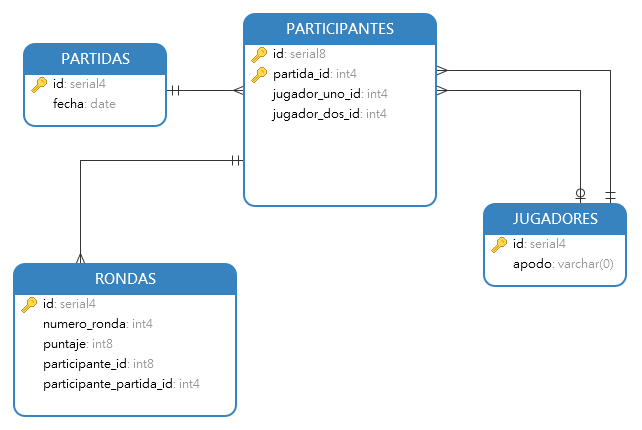 PARTIDAS
id: serial4
fecha: date
PARTICIPANTES
id: serial8
partida_id: int4
jugador_uno_id: int4
jugador_dos_id: int4
JUGADORES
id: serial4
apodo: varchar(0)
RONDAS
id: serial4
numero_ronda: int4
puntaje: int8
participante_id: int8
participante_partida_id: int4